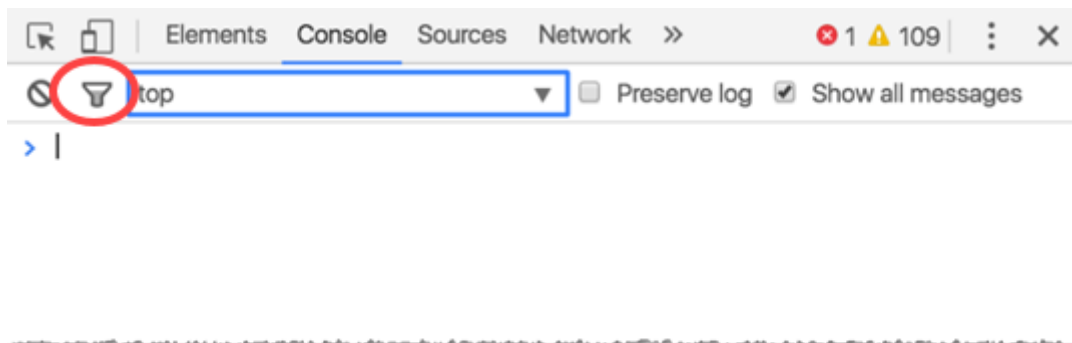 Elements Console Sources Network » 1 109
top Preserve log Show all messages
>